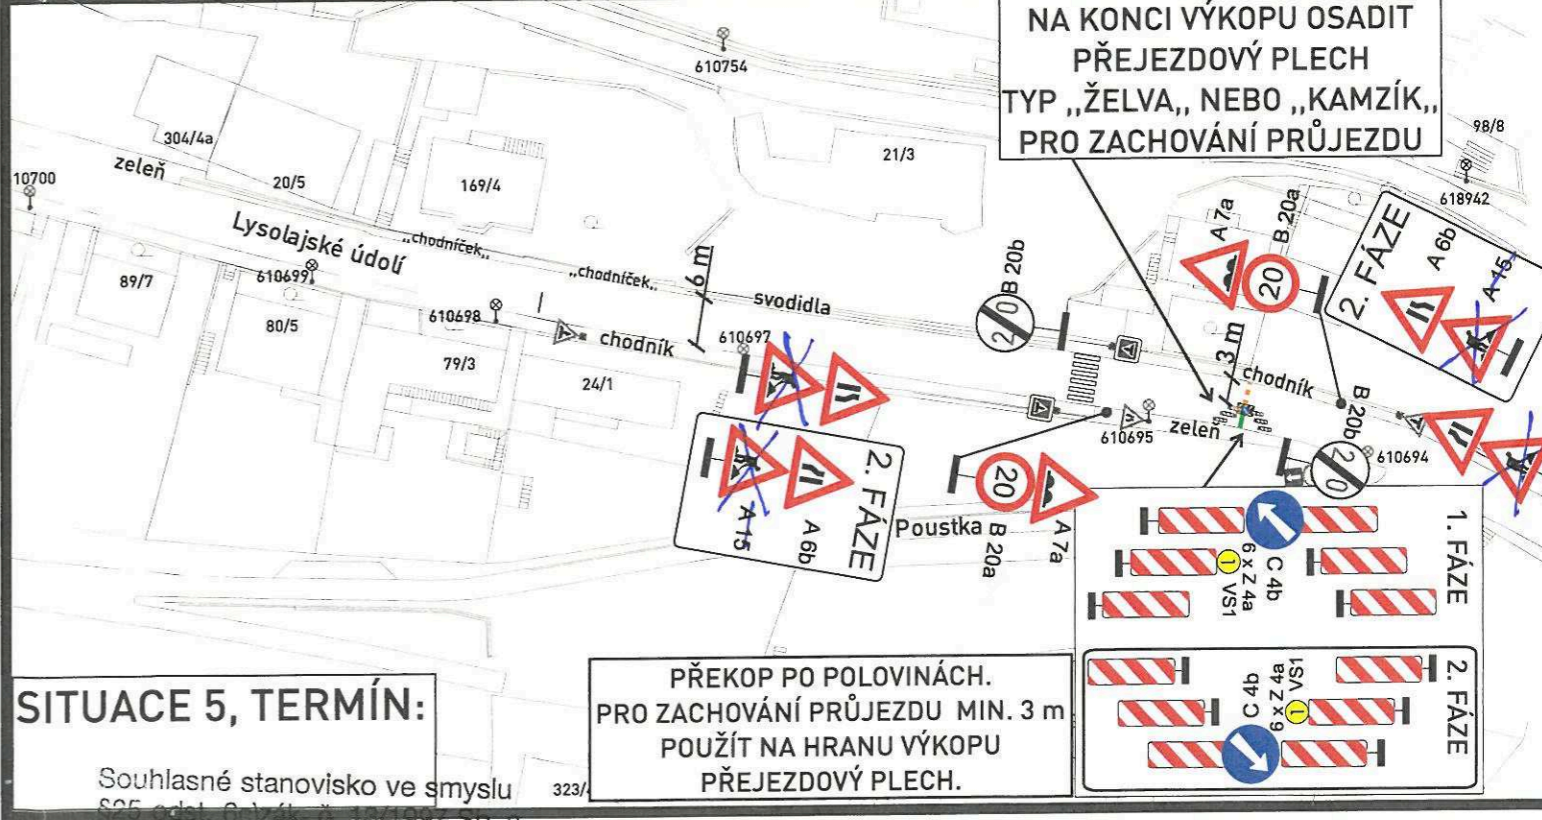 NA KONCI VÝKOPU OSADIT
PŘEJEZDOVÝ PLECH
TYP ,,ŽELVA,, NEBO ,,KAMZÍK,,
PRO ZACHOVÁNÍ PRŮJEZDU
610754
98/8
618942
304/4a
zeleň
20/5
10700
169/4
21/3
Lysolajské údolí
,,chodníček,,
,,chodníček,,
89/7
610699
80/5
610698
79/3
24/1
chodník
6 m
610697
svodidla
B 20b
20
A 7a
B 20a
20
2. FÁZE
A 6b
A 15
3 m
chodník
B 20b
20
610694
610695
zeleň
2. FÁZE
A 6b
A 15
Poustka
20
B 20a
A 7a
1. FÁZE
C 4b
6 x Z 4a
1 VS1
2. FÁZE
C 4b
6 x Z 4a
1 VS1
PŘEKOP PO POLOVINÁCH.
PRO ZACHOVÁNÍ PRŮJEZDU MIN. 3 m
POUŽÍT NA HRANU VÝKOPU
PŘEJEZDOVÝ PLECH.
SITUACE 5, TERMÍN:
Souhlasné stanovisko ve smyslu
323/